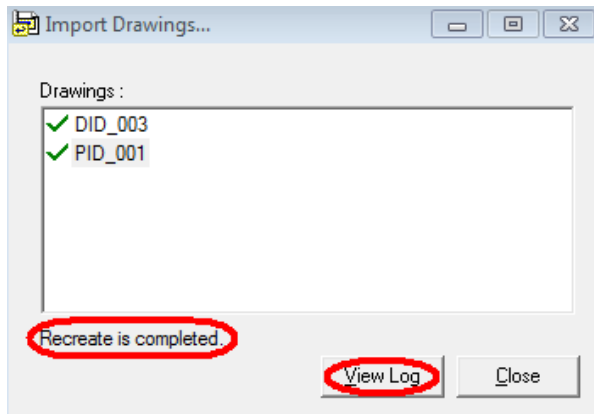 Import Drawings...
Drawings :
DID_003
PID_001
Recreate is completed.
View Log
Close